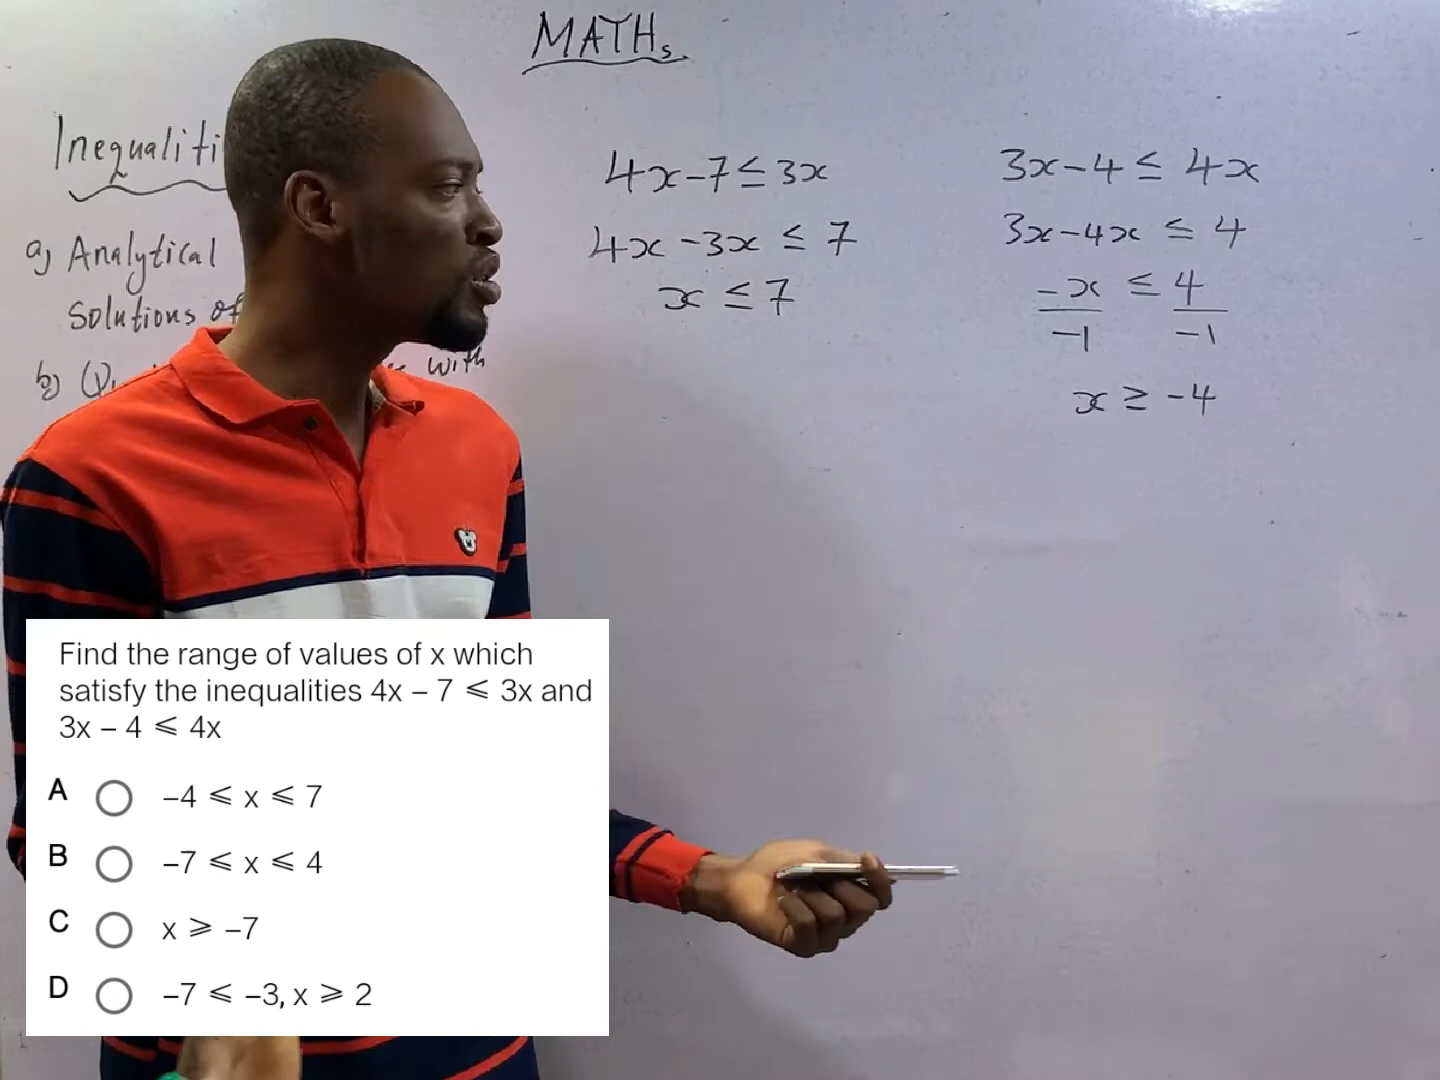 MATHs
Inequaliti
a) Analytical
Solutions of
b)
with
4x-7≤3x
4x-3x ≤ 7
x ≤ 7
3x-4 ≤ 4x
3x-4x ≤ 4
-x ≤ 4
-1 -1
x ≥ -4
Find the range of values of x which
satisfy the inequalities 4x – 7 ⩽ 3x and
3x – 4 ⩽ 4x
A –4 ⩽ x ⩽ 7
B –7 ⩽ x ⩽ 4
C x ⩾ –7
D –7 ⩽ –3, x ⩾ 2